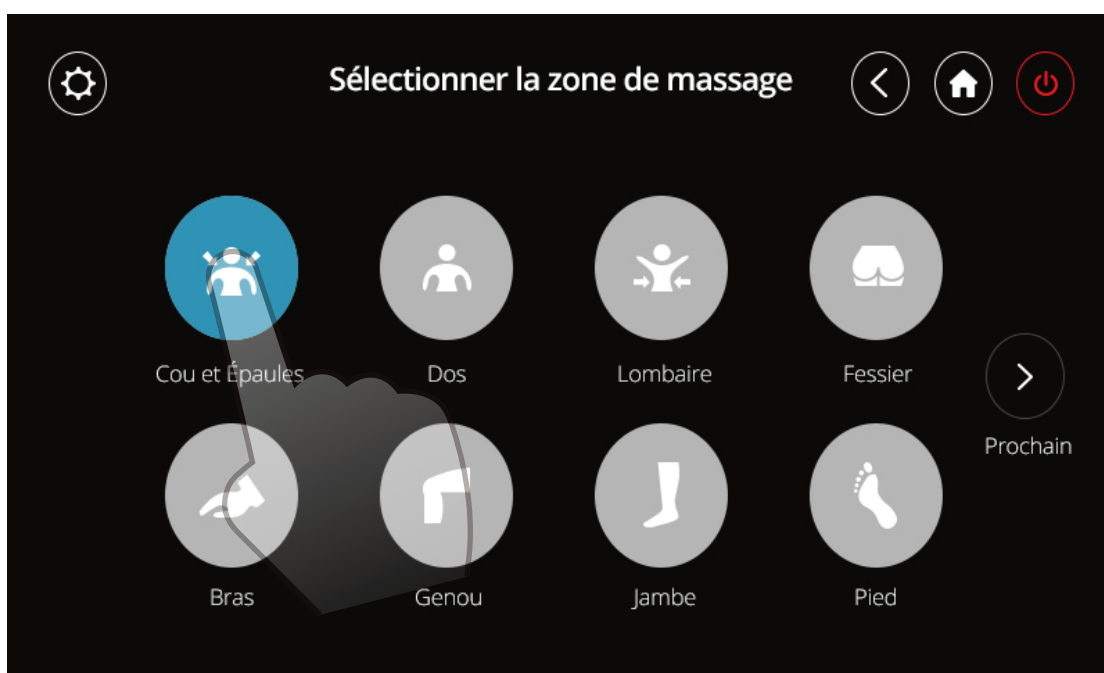 Sélectionner la zone de massage
Cou et Épaules
Dos
Lombaire
Fessier
Prochain
Bras
Genou
Jambe
Pied